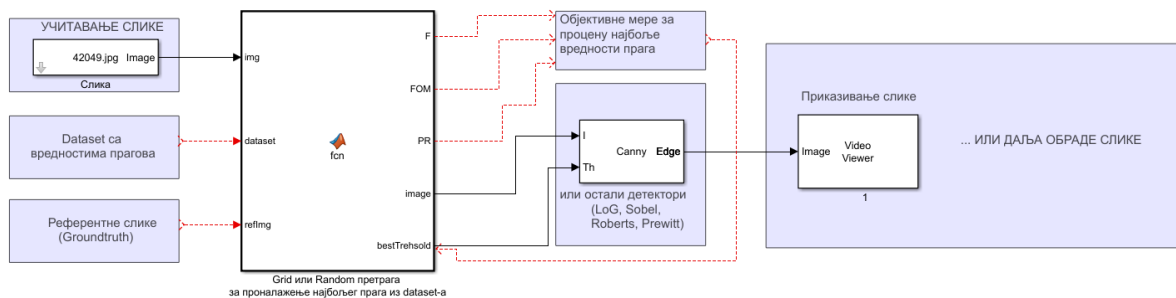 УЧИТАВАЊЕ СЛИКЕ
42049.jpg Image
Слика
Dataset са
вредностима прагова
Референтне слике
(Groundtruth)
img
dataset
refImg
fcn
F
FOM
PR
image
bestTrehsold
Grid или Random претрага
за проналажење најбољег прага из dataset-а
Објективне мере за
процену најбоље
вредности прага
I
Th
Canny
Edge
или остали детектори
(LoG, Sobel,
Roberts, Prewitt)
Приказивање слике
Image
Video
Viewer
1
... ИЛИ ДАЉА ОБРАДЕ СЛИКЕ